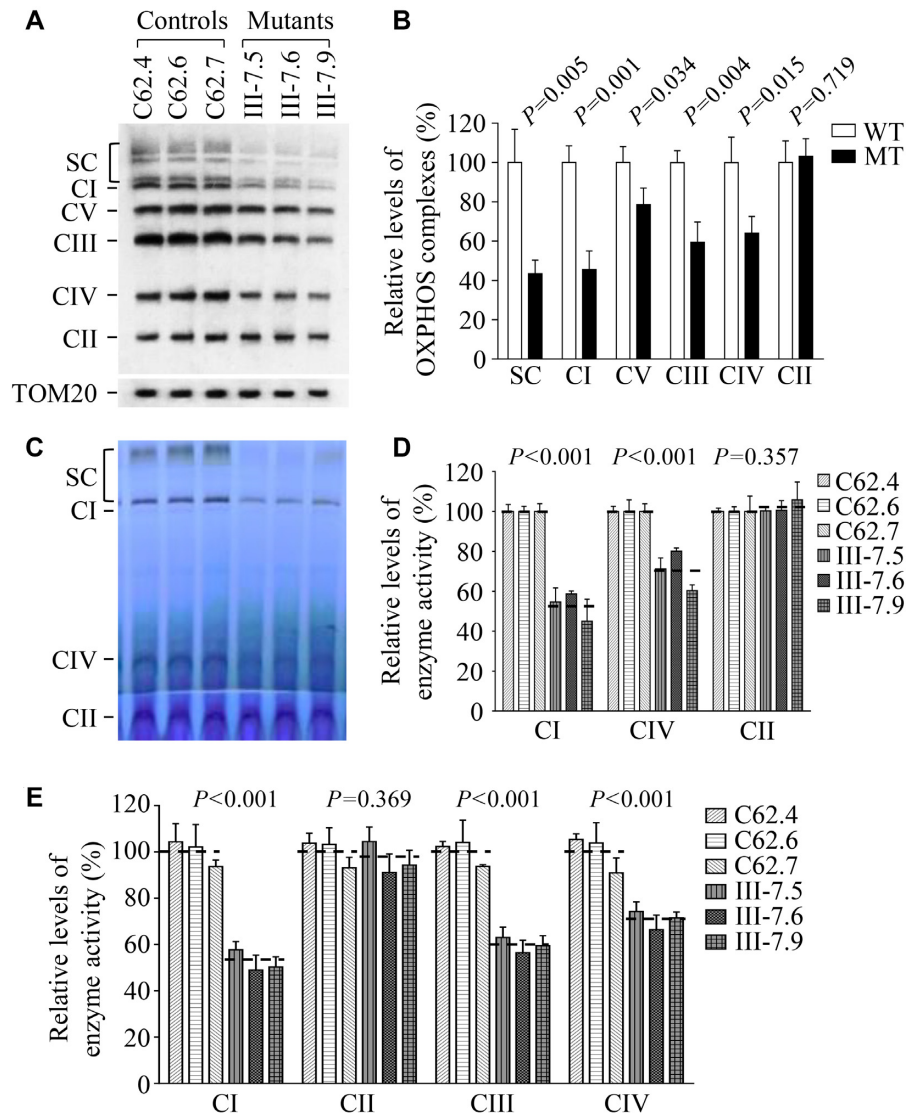 A
Controls Mutants
C62.4 C62.6 C62.7 III-7.5 III-7.6 III-7.9
SC
CI
CV
CIII
CIV
CII
TOM20
B
P=0.005 P=0.001 P=0.034 P=0.004 P=0.015 P=0.719
Relative levels of
OXPHOS complexes (%)
120
100
80
60
40
20
0
SC CI CV CIII CIV CII
WT
MT
C
SC
CI
CIV
CII
D
P<0.001 P<0.001 P=0.357
Relative levels of
enzyme activity (%)
120
100
80
60
40
20
0
CI CIV CII
C62.4
C62.6
C62.7
III-7.5
III-7.6
III-7.9
E
P<0.001 P=0.369 P<0.001 P<0.001
Relative levels of
enzyme activity (%)
120
100
80
60
40
20
0
CI CII CIII CIV
C62.4
C62.6
C62.7
III-7.5
III-7.6
III-7.9